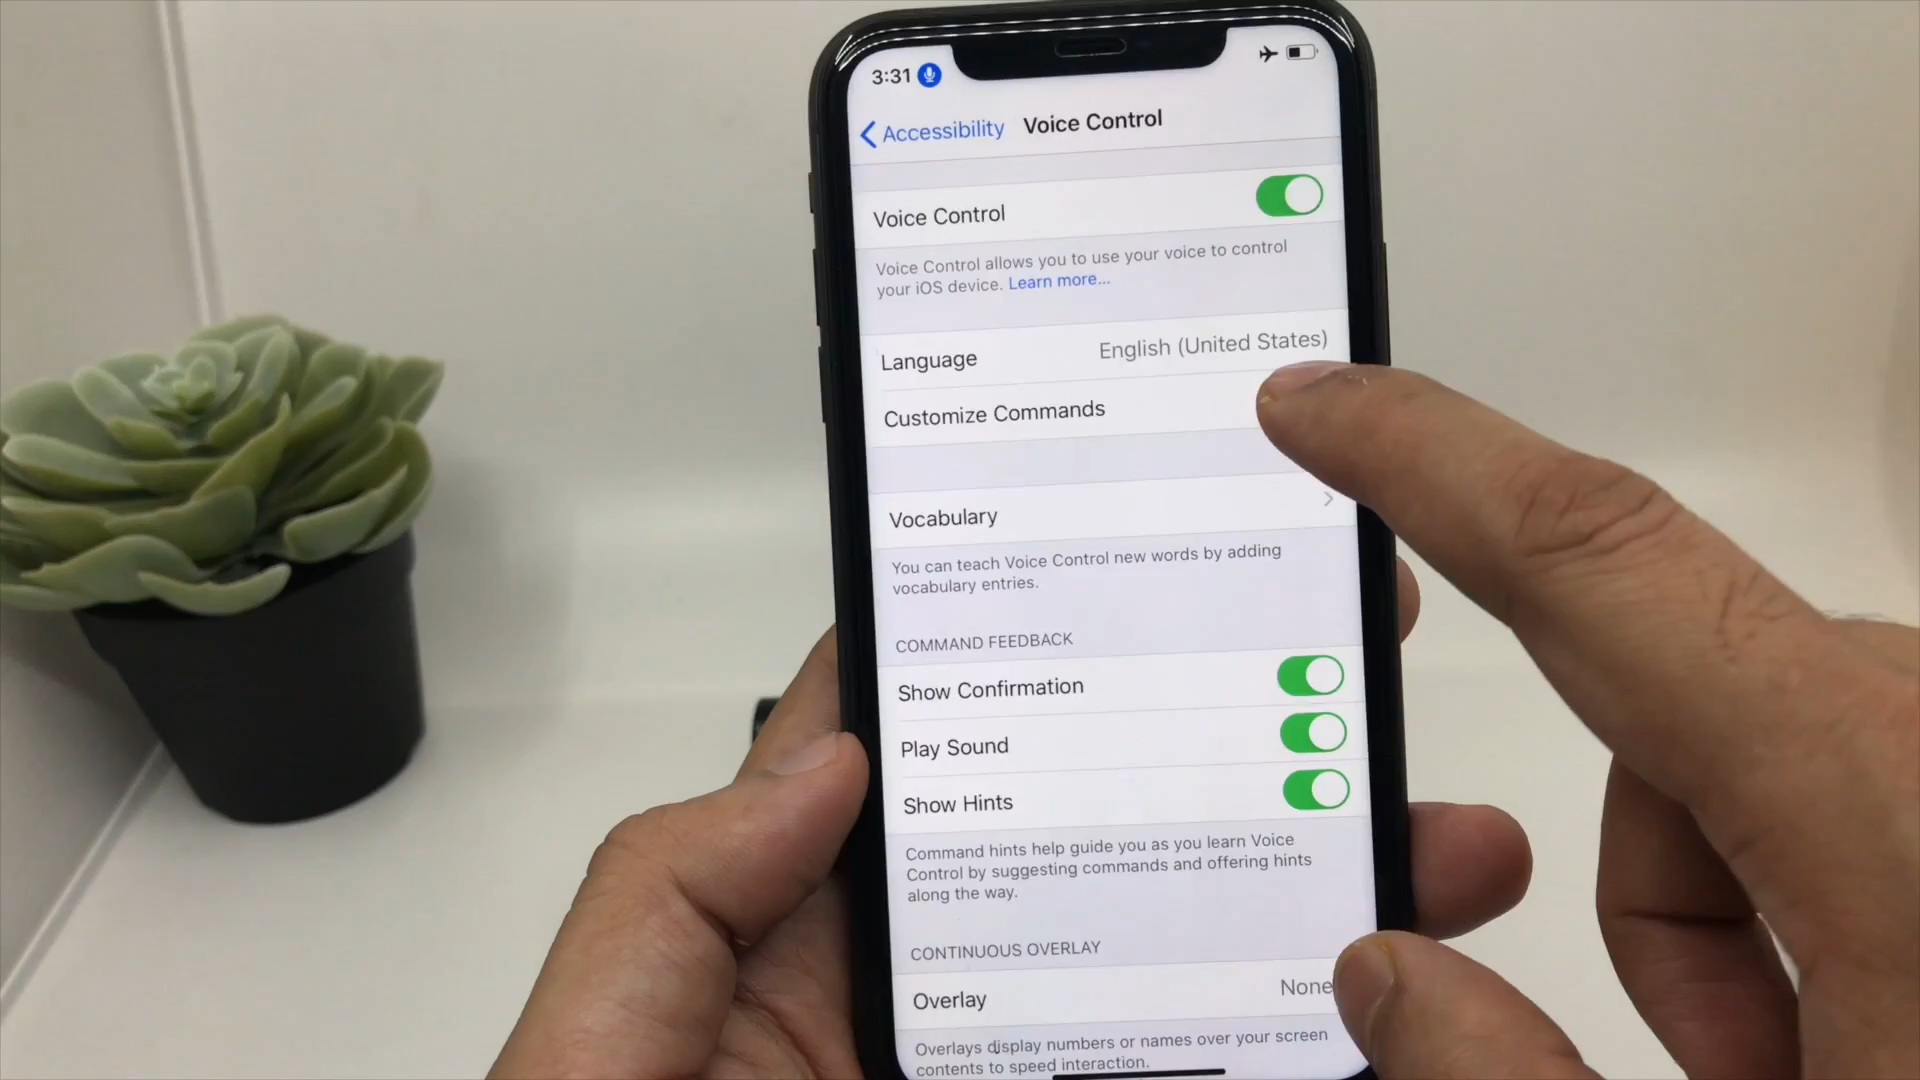 3:31
Accessibility Voice Control
Voice Control
Voice Control allows you to use your voice to control
your iOS device. Learn more...
Language English (United States)
Customize Commands
Vocabulary
You can teach Voice Control new words by adding
vocabulary entries.
COMMAND FEEDBACK
Show Confirmation
Play Sound
Show Hints
Command hints help guide you as you learn Voice
Control by suggesting commands and offering hints
along the way.
CONTINUOUS OVERLAY
Overlay None
Overlays display numbers or names over your screen
contents to speed interaction.